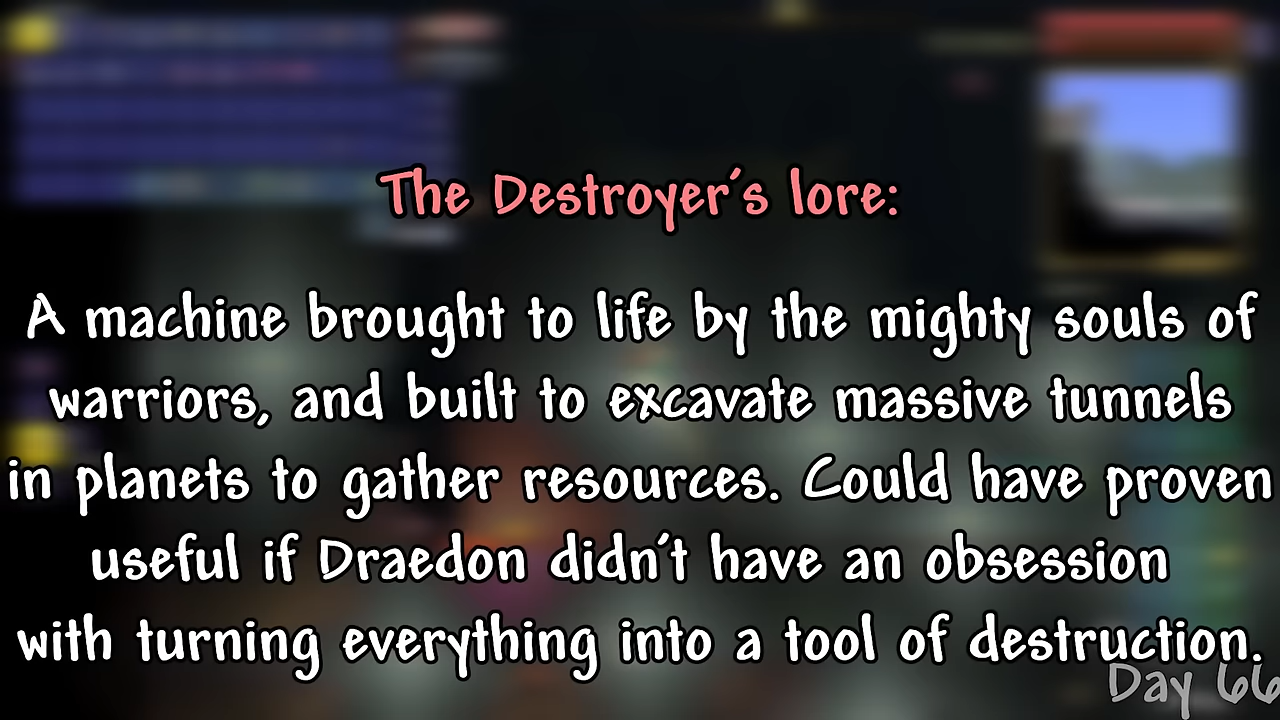 The Destroyer's lore:
A machine brought to life by the mighty souls of
warriors, and built to excavate massive tunnels
in planets to gather resources. Could have proven
useful if Draedon didn't have an obsession
with turning everything into a tool of destruction.
Day 66